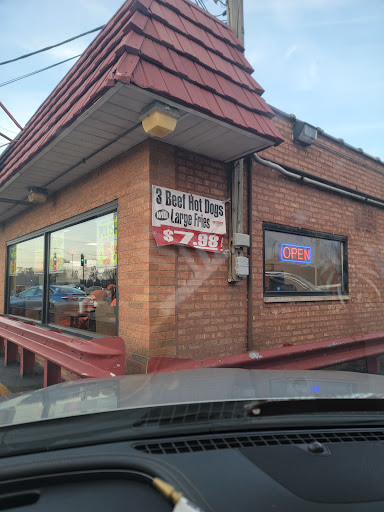 3 Beef Hot Dogs
With Large Fries
$7.98
OPEN